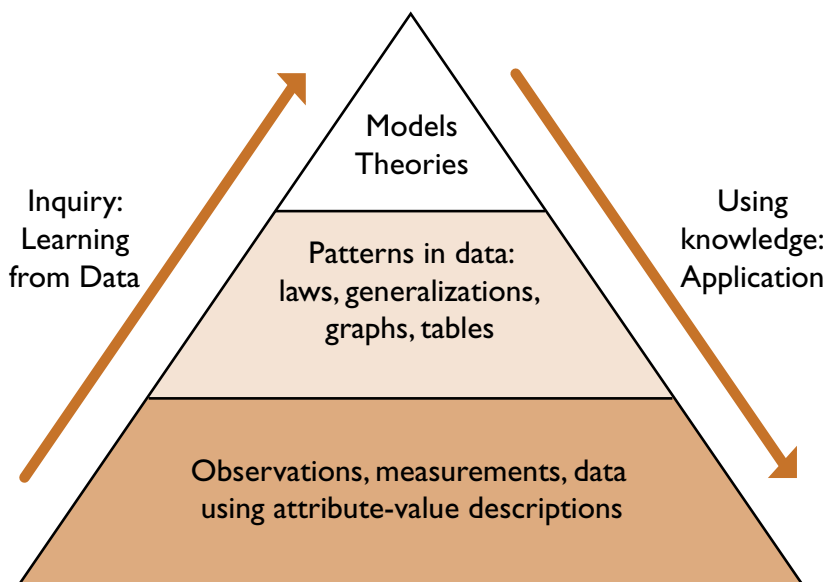 Models
Theories
Inquiry:
Learning
from Data
Using
knowledge:
Application
Patterns in data:
laws, generalizations,
graphs, tables
Observations, measurements, data
using attribute-value descriptions